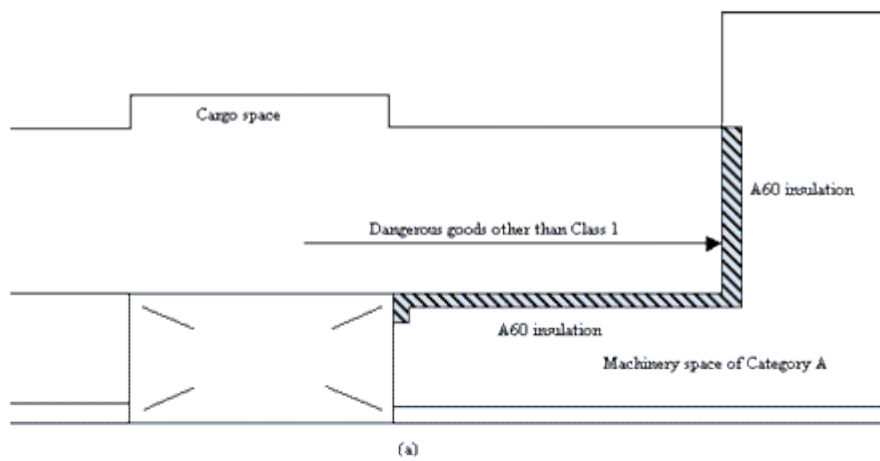 Cargo space
A60 insulation
Dangerous goods other than Class 1
A60 insulation
Machinery space of Category A
(a)